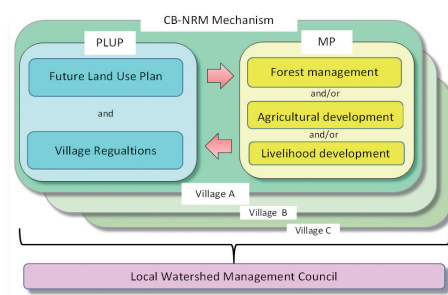 CB-NRM Mechanism
PLUP
Future Land Use Plan
and
Village Regualtions
MP
Forest management
and/or
Agricultural development
and/or
Livelihood development
Village A
Village B
Village C
Local Watershed Management Council